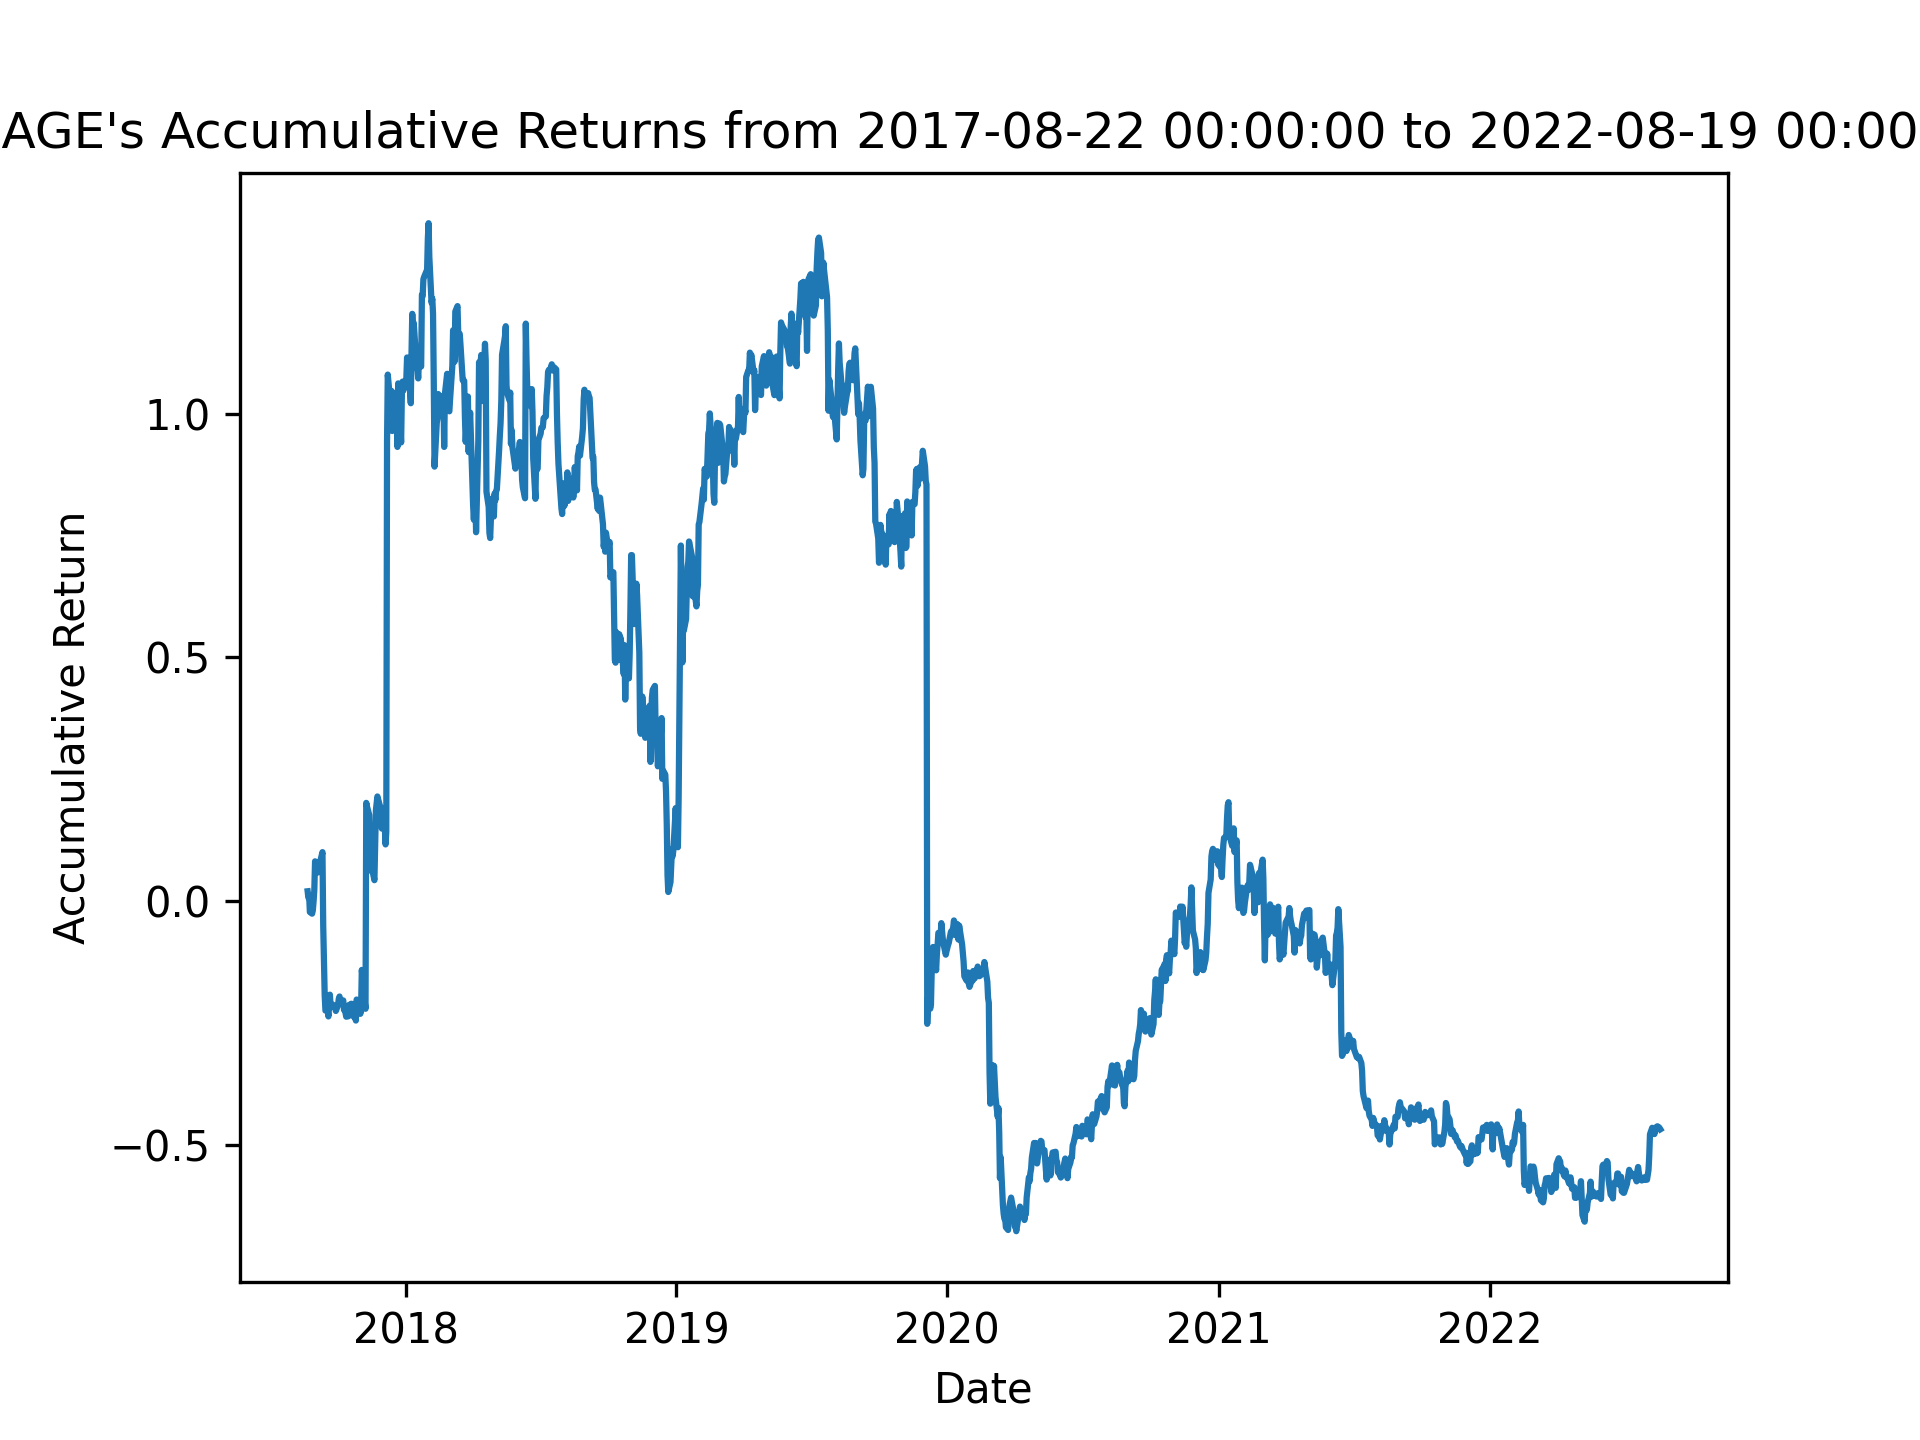 AGE's Accumulative Returns from 2017-08-22 00:00:00 to 2022-08-19 00:00
Accumulative Return
1.0
0.5
0.0
−0.5
2018 2019 2020 2021 2022
Date